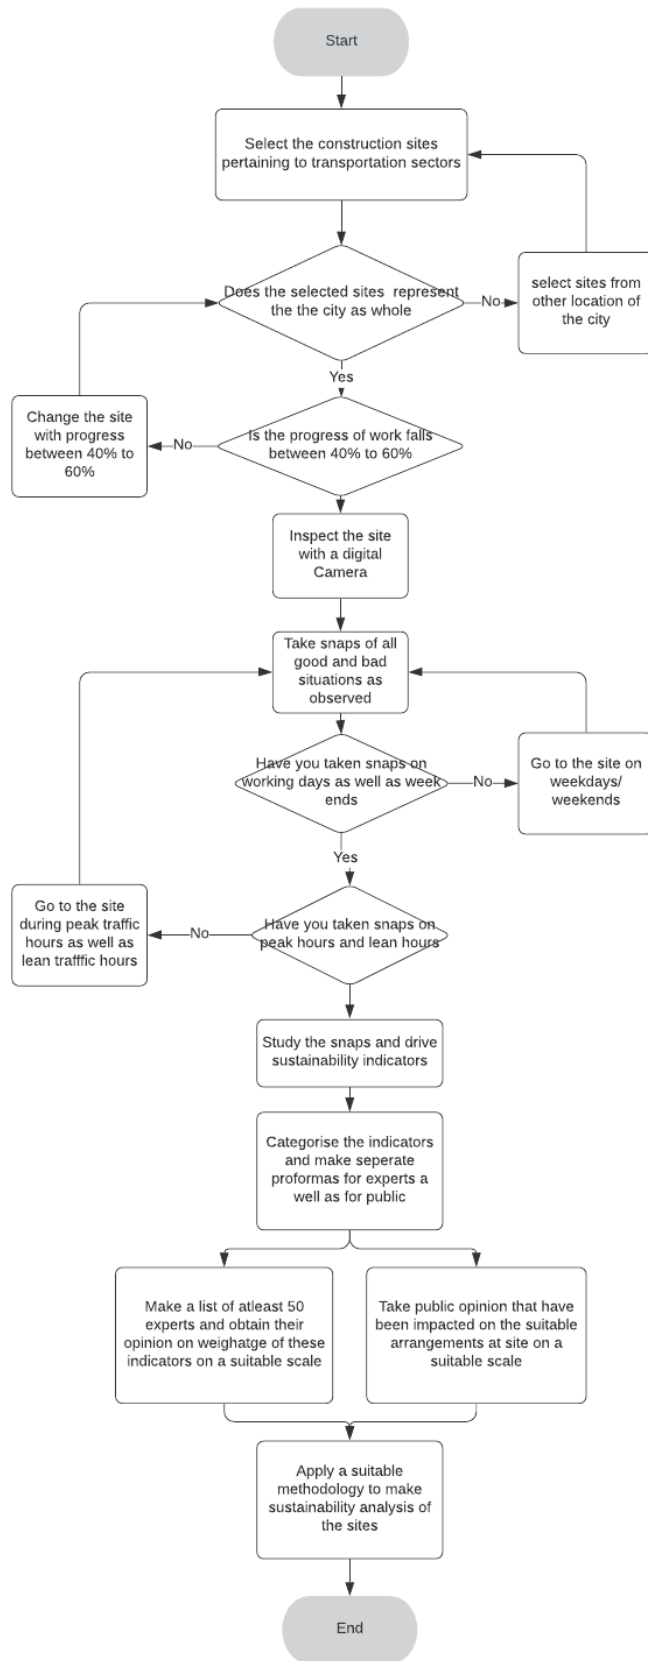 Start
Select the construction sites
pertaining to transportation sectors
Does the selected sites represent
the the city as whole
No
select sites from
other location of
the city
Yes
Change the site
with progress
between 40% to
60%
No
Is the progress of work falls
between 40% to 60%
Inspect the site
with a digital
Camera
Take snaps of all
good and bad
situations as
observed
Have you taken snaps on
working days as well as week
ends
No
Go to the site on
weekdays/
weekends
Yes
Go to the site
during peak traffic
hours as well as
lean trafffic hours
No
Have you taken snaps on
peak hours and lean hours
Study the snaps and drive
sustainability indicators
Categorise the indicators
and make seperate
proformas for experts a
well as for public
Make a list of atleast 50
experts and obtain their
opinion on weighatge of these
indicators on a suitable scale
Take public opinion that have
been impacted on the suitable
arrangements at site on a
suitable scale
Apply a suitable
methodology to make
sustainability analysis of
the sites
End